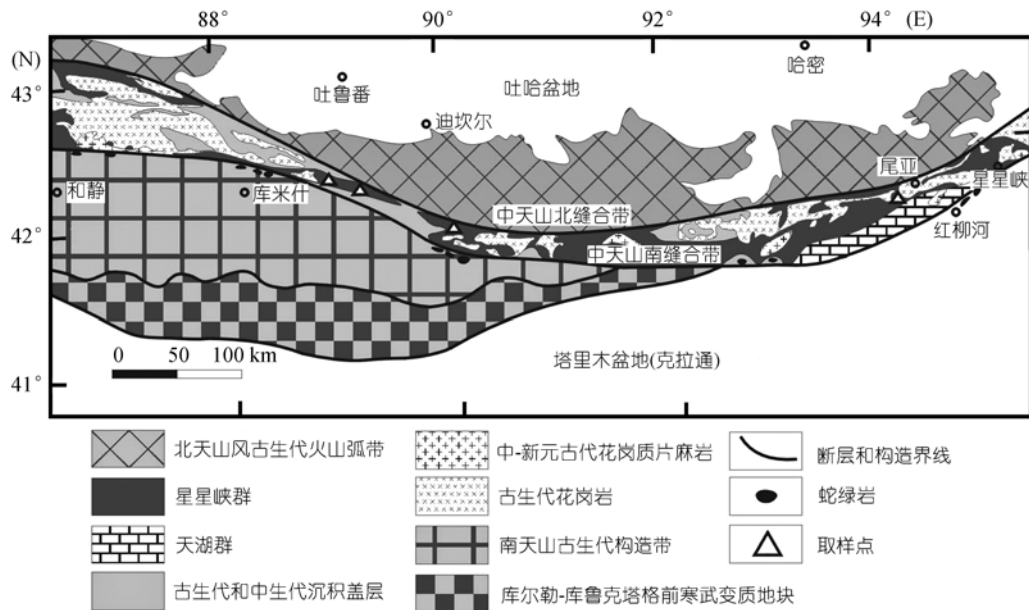 88° 90° 92° 94° (E)
(N)
43°
42°
41°
哈密
吐鲁番
吐哈盆地
迪坎尔
尾亚
星星峡
和静
库米什
中天山北缝合带
红柳河
中天山南缝合带
塔里木盆地(克拉通)
0 50 100 km
北天山风古生代火山弧带
中-新元古代花岗质片麻岩
断层和构造界线
星星峡群
古生代花岗岩
蛇绿岩
天湖群
南天山古生代构造带
取样点
古生代和中生代沉积盖层
库尔勒-库鲁克塔格前寒武变质地块